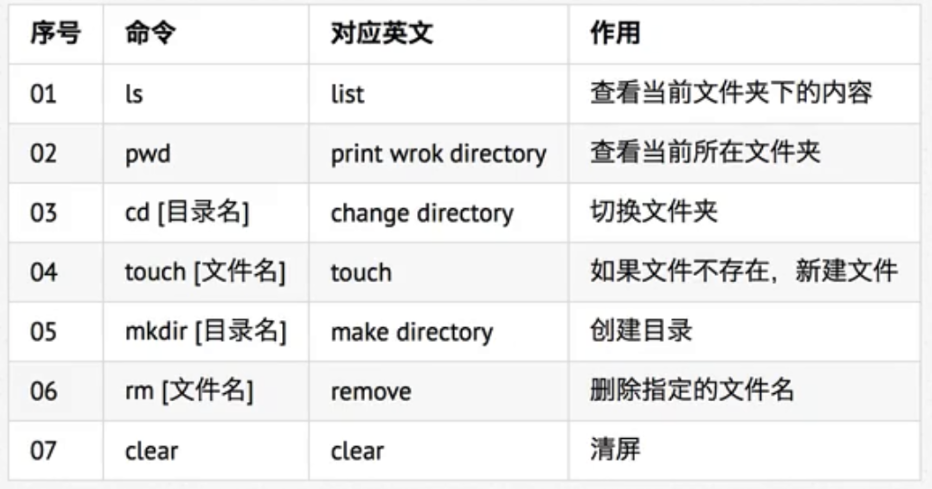 序号 命令 对应英文 作用
01 ls list 查看当前文件夹下的内容
02 pwd print wrok directory 查看当前所在文件夹
03 cd [目录名] change directory 切换文件夹
04 touch [文件名] touch 如果文件不存在，新建文件
05 mkdir [目录名] make directory 创建目录
06 rm [文件名] remove 删除指定的文件名
07 clear clear 清屏